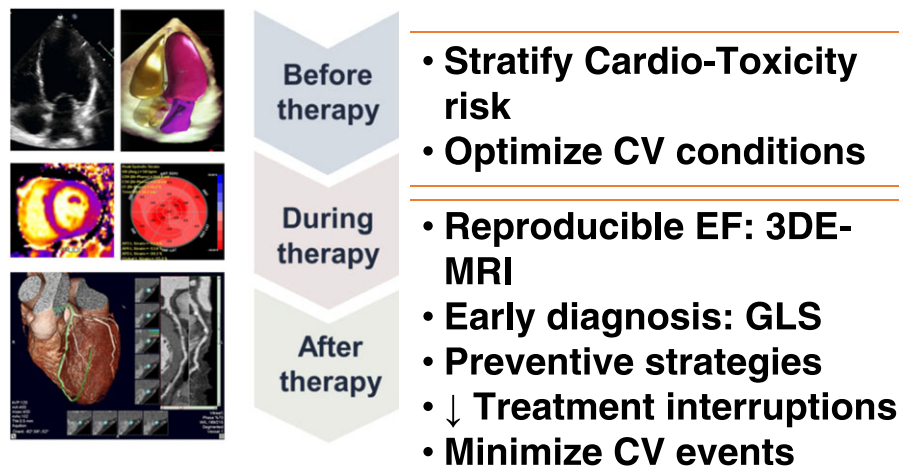 Before
therapy
During
therapy
After
therapy
• Stratify Cardio-Toxicity
risk
• Optimize CV conditions
• Reproducible EF: 3DE-
MRI
• Early diagnosis: GLS
• Preventive strategies
• ↓ Treatment interruptions
• Minimize CV events